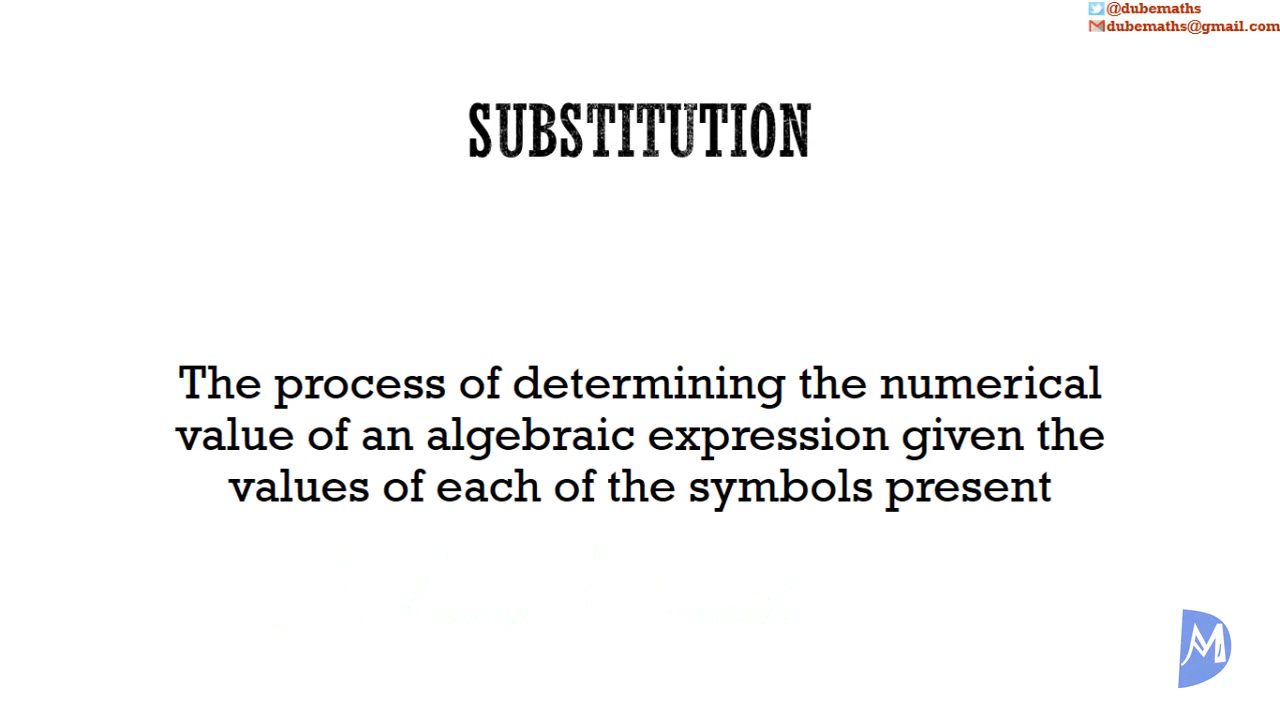 @dubemaths
dubemaths@gmail.com
SUBSTITUTION
The process of determining the numerical
value of an algebraic expression given the
values of each of the symbols present
DM